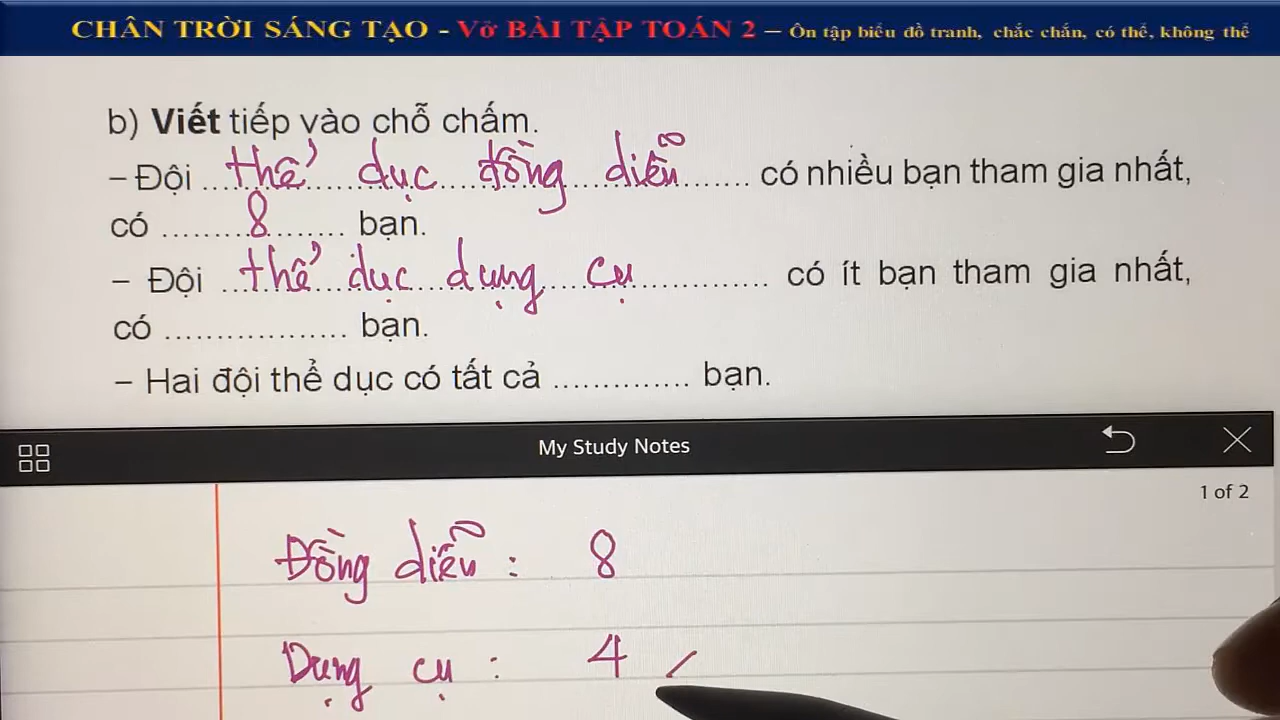 CHÂN TRỜI SÁNG TẠO - VỞ BÀI TẬP TOÁN 2 – Ôn tập biểu đồ tranh, chắc chắn, có thể, không thể
b) Viết tiếp vào chỗ chấm.
– Đội ...thể dục đồng diễn....... có nhiều bạn tham gia nhất,
có .........8........ bạn.
– Đội ...thể dục dụng cụ............. có ít bạn tham gia nhất,
có .................. bạn.
– Hai đội thể dục có tất cả .............. bạn.
My Study Notes
1 of 2
Đồng diễn : 8
Dụng cụ : 4